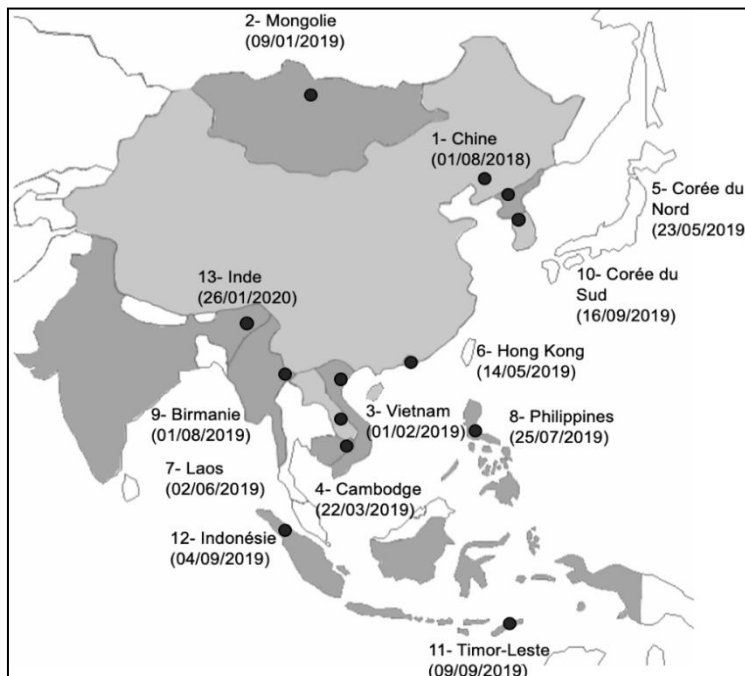 2- Mongolie
(09/01/2019)
1- Chine
(01/08/2018)
5- Corée du
Nord
(23/05/2019
13- Inde
(26/01/2020)
10- Corée du
Sud
(16/09/2019)
6- Hong Kong
(14/05/2019)
9- Birmanie
(01/08/2019)
3- Vietnam
(01/02/2019)
8- Philippines
(25/07/2019)
7- Laos
(02/06/2019)
4- Cambodge
(22/03/2019)
12- Indonésie
(04/09/2019)
11- Timor-Leste
(09/09/2019)